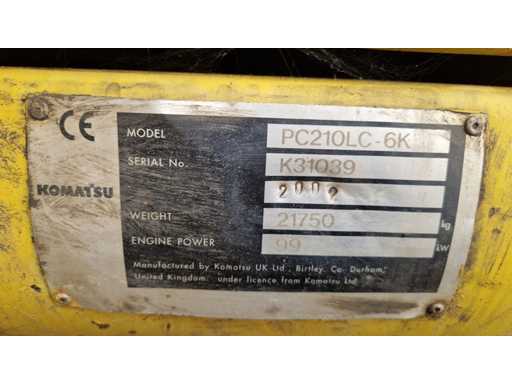 CE
MODEL PC210LC-6K
SERIAL No. K31039
KOMATSU 2002
WEIGHT 21750 kg
ENGINE POWER 99 kW
Manufactured by Komatsu UK Ltd., Birtley, Co. Durham,
United Kingdom. under licence from Komatsu Ltd